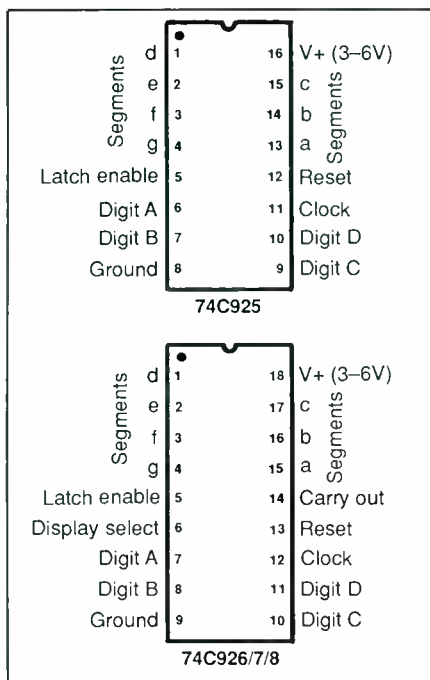 d 1 16 V+ (3–6V)
e 2 15 c
f 3 14 b
g 4 13 a
Segments
Segments
Latch enable 5 12 Reset
Digit A 6 11 Clock
Digit B 7 10 Digit D
Ground 8 9 Digit C
74C925
d 1 18 V+ (3–6V)
e 2 17 c
f 3 16 b
g 4 15 a
Segments
Segments
Latch enable 5 14 Carry out
Display select 6 13 Reset
Digit A 7 12 Clock
Digit B 8 11 Digit D
Ground 9 10 Digit C
74C926/7/8